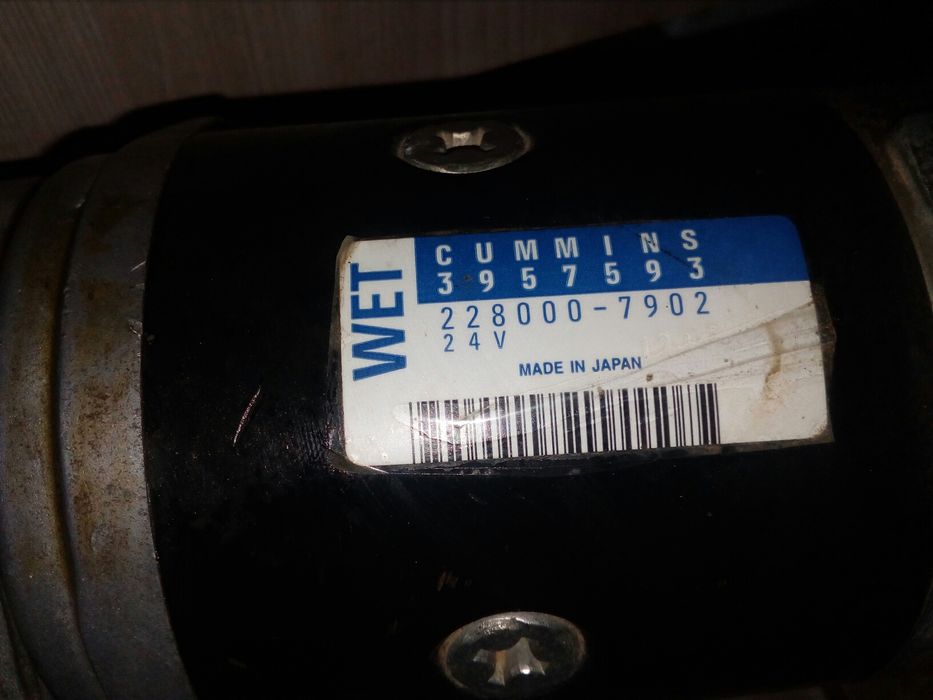 WET
CUMMINS
3957593
228000-7902
24V
MADE IN JAPAN